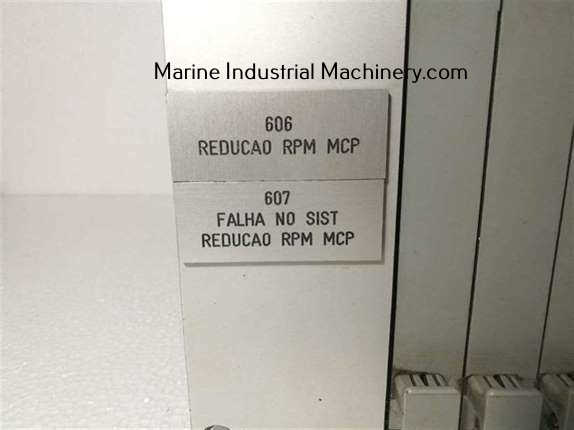 Marine Industrial Machinery.com
606
REDUCAO RPM MCP
607
FALHA NO SIST
REDUCAO RPM MCP